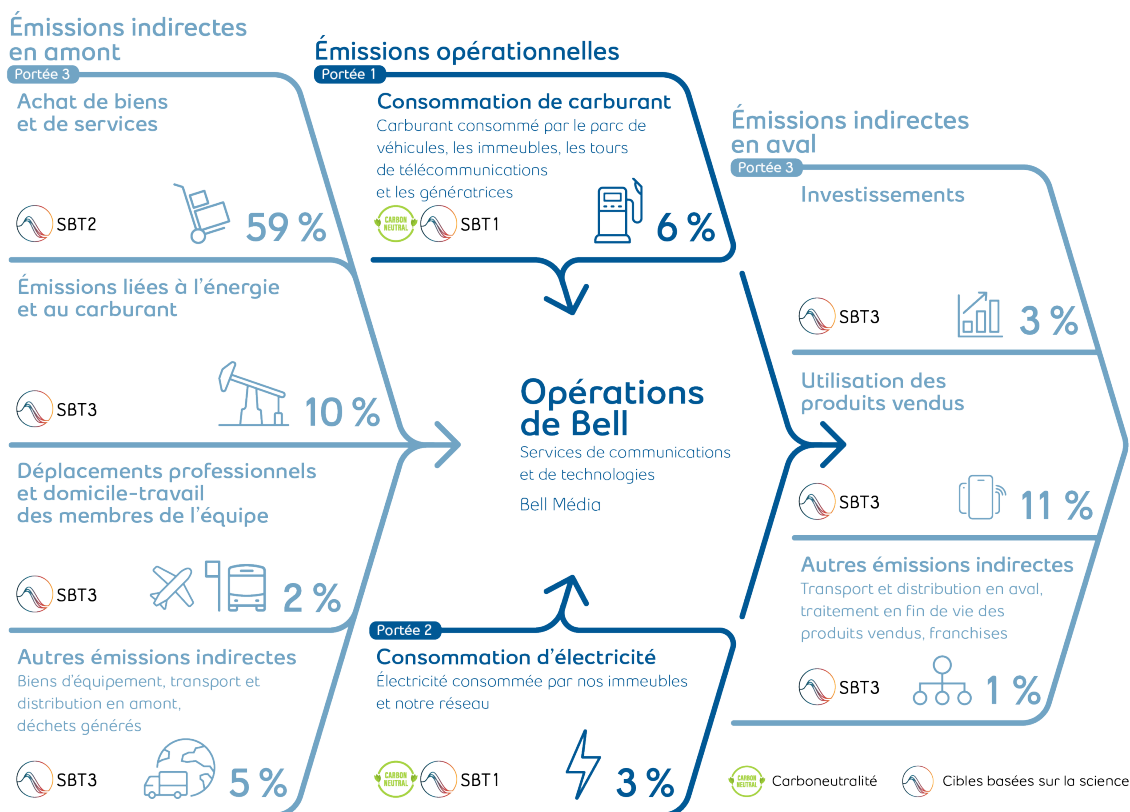 Émissions indirectes
en amont
Portée 3
Achat de biens
et de services
SBT2
59 %
Émissions liées à l'énergie
et au carburant
SBT3
10 %
Déplacements professionnels
et domicile-travail
des membres de l'équipe
SBT3
2 %
Autres émissions indirectes
Biens d'équipement, transport et
distribution en amont,
déchets générés
SBT3
5 %
Émissions opérationnelles
Portée 1
Consommation de carburant
Carburant consommé par le parc de
véhicules, les immeubles, les tours
de télécommunications
et les génératrices
CARBON
NEUTRAL
SBT1
6 %
Opérations
de Bell
Services de communications
et de technologies
Bell Média
Portée 2
Consommation d'électricité
Électricité consommée par nos immeubles
et notre réseau
CARBON
NEUTRAL
SBT1
3 %
Émissions indirectes
en aval
Portée 3
Investissements
SBT3
3 %
Utilisation des
produits vendus
SBT3
11 %
Autres émissions indirectes
Transport et distribution en aval,
traitement en fin de vie des
produits vendus, franchises
SBT3
1 %
CARBON
NEUTRAL
Carboneutralité
Cibles basées sur la science